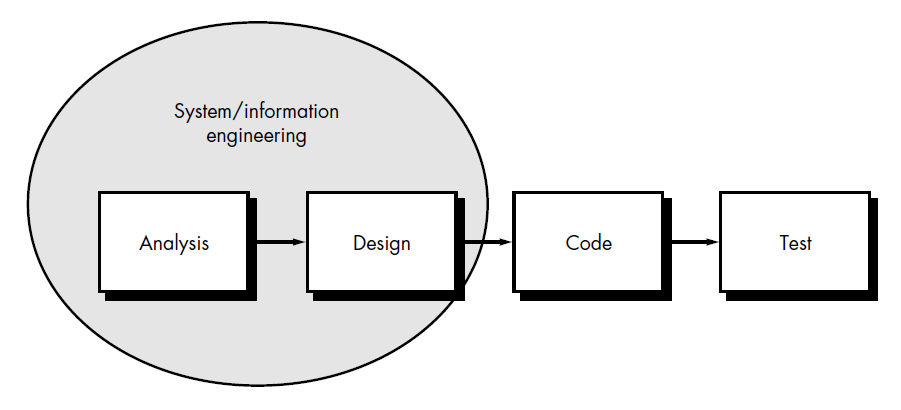 System/information
engineering
Analysis
Design
Code
Test